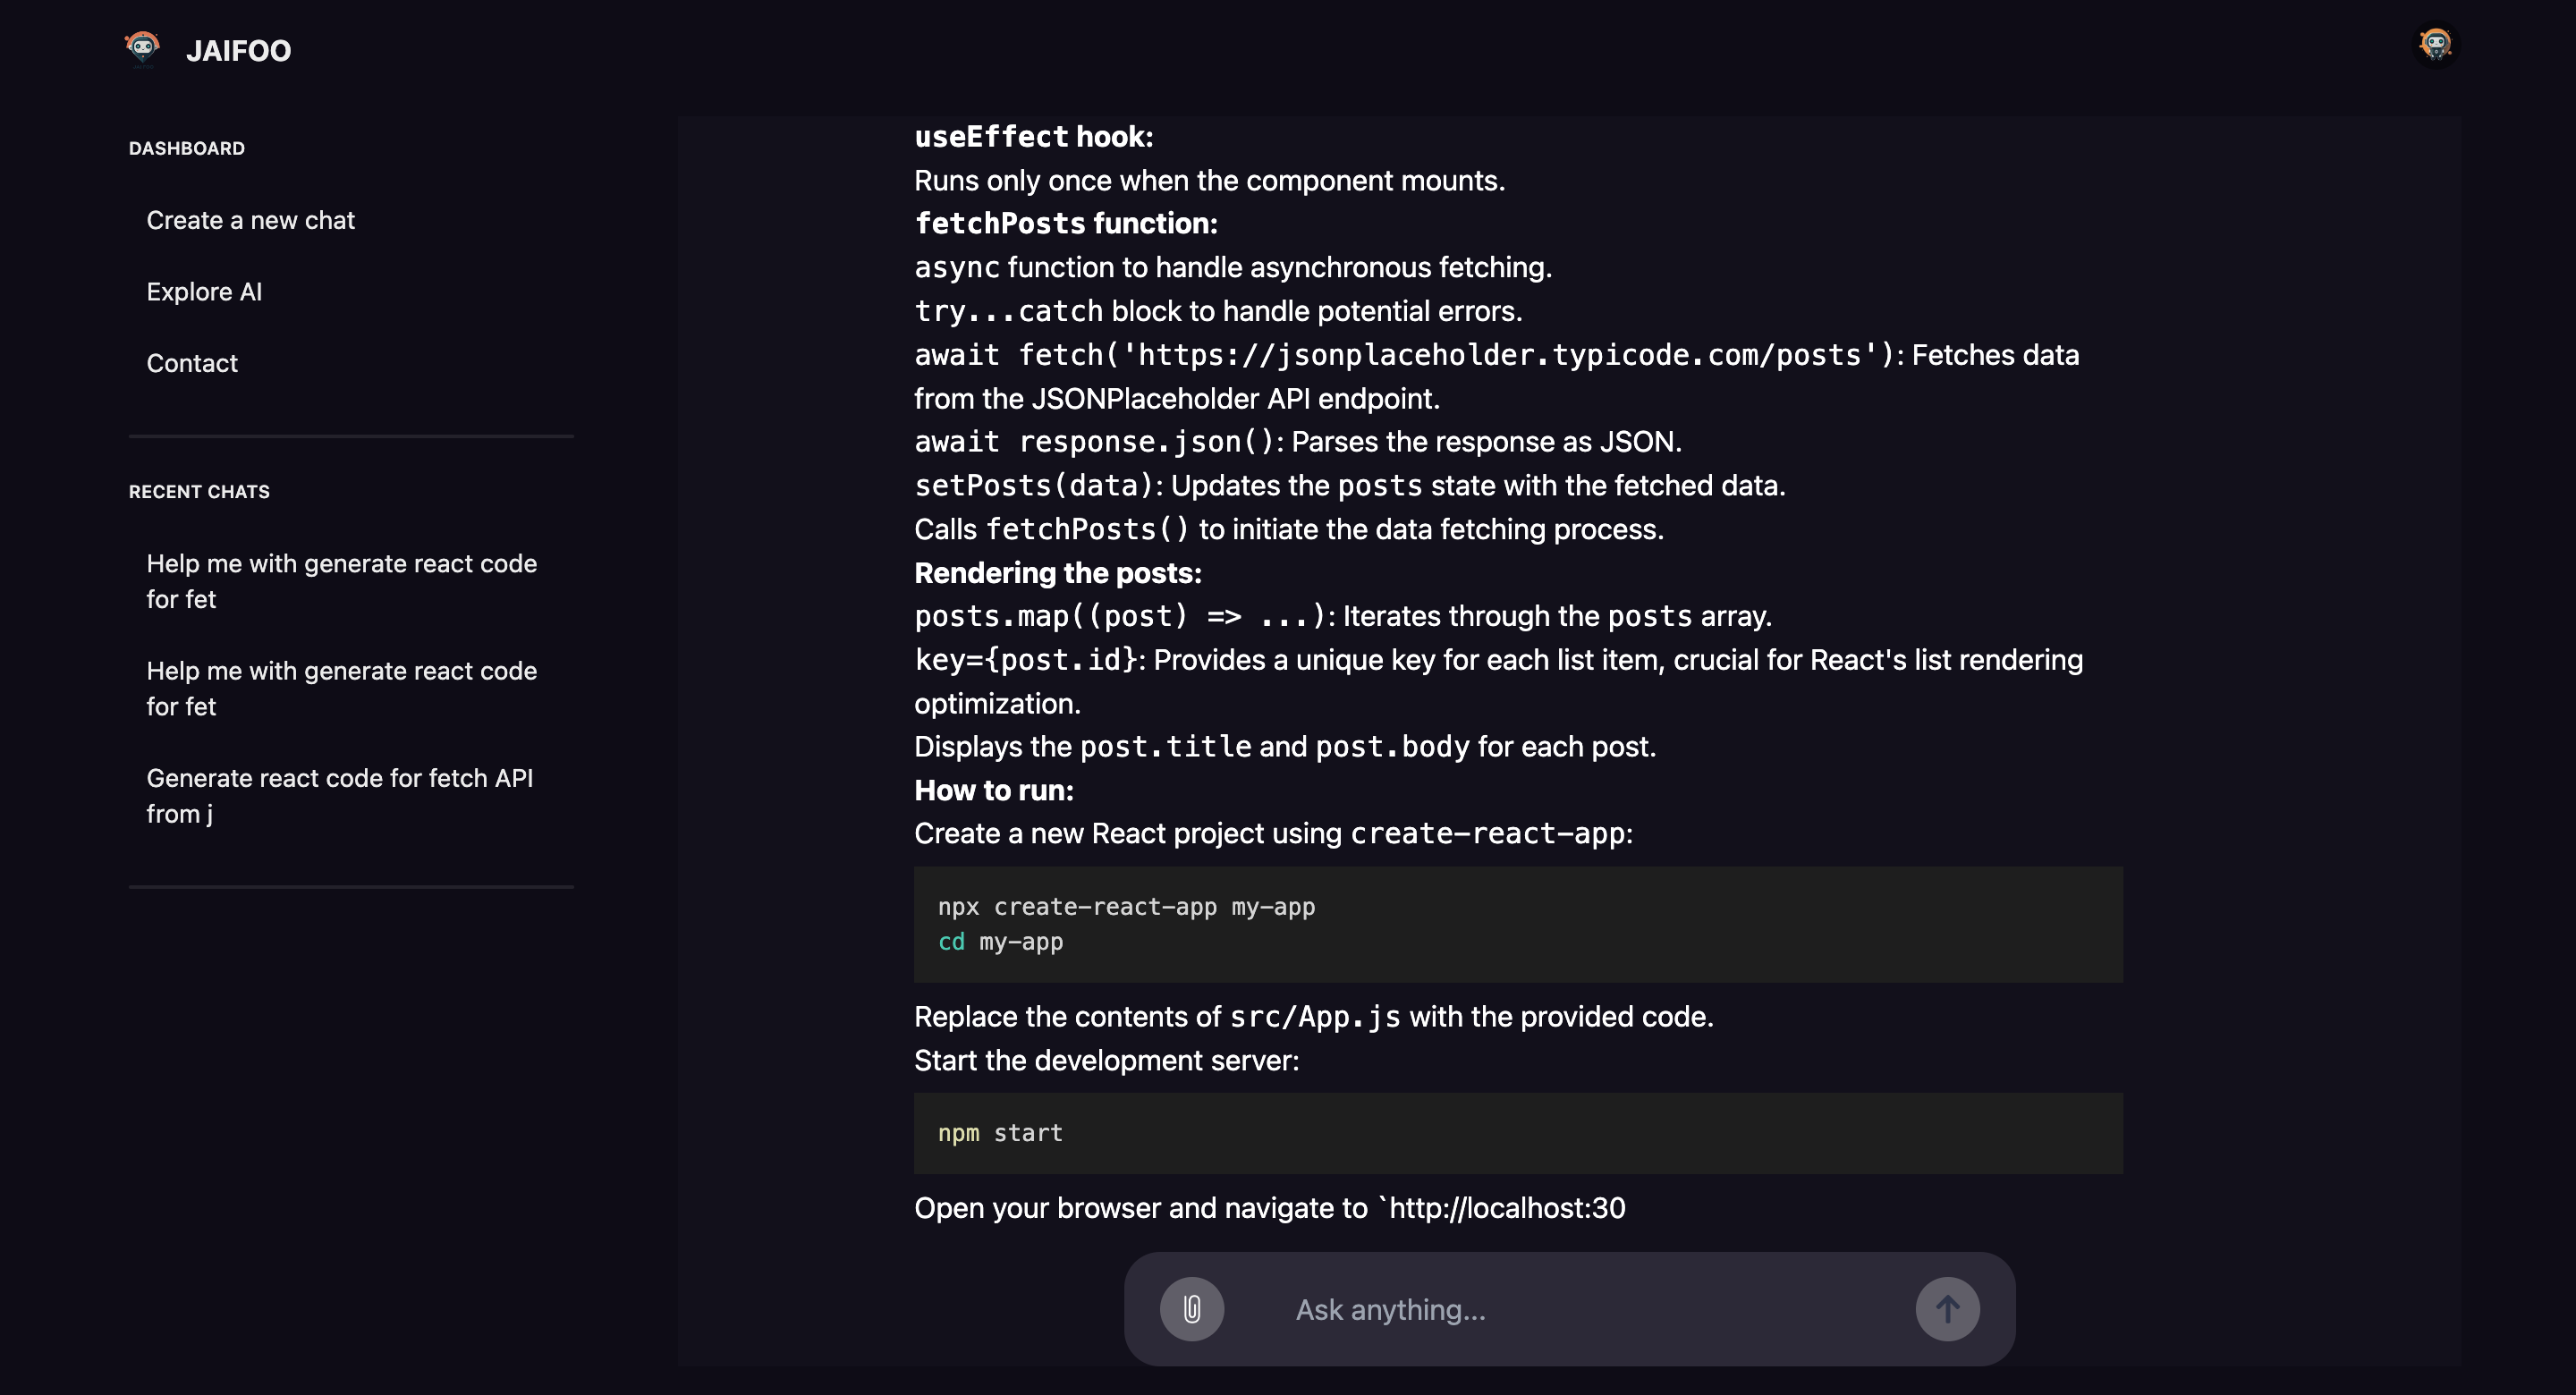 JAIFOO
DASHBOARD
Create a new chat
Explore AI
Contact
RECENT CHATS
Help me with generate react code
for fet
Help me with generate react code
for fet
Generate react code for fetch API
from j
useEffect hook:
Runs only once when the component mounts.
fetchPosts function:
async function to handle asynchronous fetching.
try...catch block to handle potential errors.
await fetch('https://jsonplaceholder.typicode.com/posts'): Fetches data
from the JSONPlaceholder API endpoint.
await response.json(): Parses the response as JSON.
setPosts(data): Updates the posts state with the fetched data.
Calls fetchPosts() to initiate the data fetching process.
Rendering the posts:
posts.map((post) => ...): Iterates through the posts array.
key={post.id}: Provides a unique key for each list item, crucial for React's list rendering
optimization.
Displays the post.title and post.body for each post.
How to run:
Create a new React project using create-react-app:
npx create-react-app my-app
cd my-app
Replace the contents of src/App.js with the provided code.
Start the development server:
npm start
Open your browser and navigate to `http://localhost:30
Ask anything...